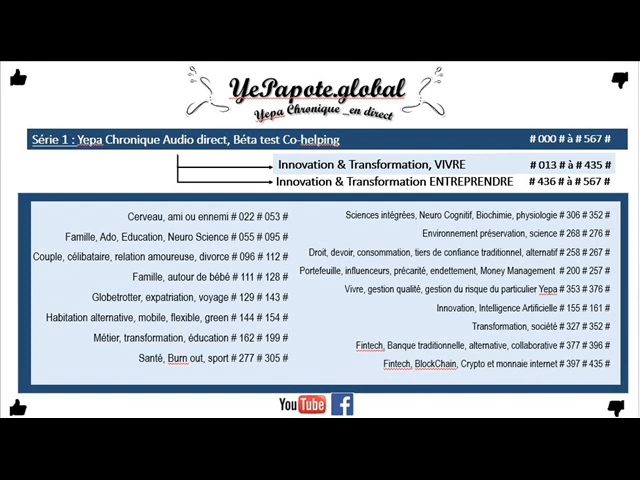 YePapote.global
Yepa Chronique _en direct
Série 1 : Yepa Chronique Audio direct, Béta test Co-helping # 000 # à # 567 #
Innovation & Transformation, VIVRE # 013 # à # 435 #
Innovation & Transformation ENTREPRENDRE # 436 # à # 567 #
Cerveau, ami ou ennemi # 022 # 053 #
Famille, Ado, Education, Neuro Science # 055 # 095 #
Couple, célibataire, relation amoureuse, divorce # 096 # 112 #
Famille, autour de bébé # 111 # 128 #
Globetrotter, expatriation, voyage # 129 # 143 #
Habitation alternative, mobile, flexible, green # 144 # 154 #
Métier, transformation, éducation # 162 # 199 #
Santé, Burn out, sport # 277 # 305 #
Sciences intégrées, Neuro Cognitif, Biochimie, physiologie # 306 # 352 #
Environnement préservation, science # 268 # 276 #
Droit, devoir, consommation, tiers de confiance traditionnel, alternatif # 258 # 267 #
Portefeuille, influenceurs, précarité, endettement, Money Management # 200 # 257 #
Vivre, gestion qualité, gestion du risque du particulier Yepa # 353 # 376 #
Innovation, Intelligence Artificielle # 155 # 161 #
Transformation, société # 327 # 352 #
Fintech, Banque traditionnelle, alternative, collaborative # 377 # 396 #
Fintech, BlockChain, Crypto et monnaie internet # 397 # 435 #
YouTube f